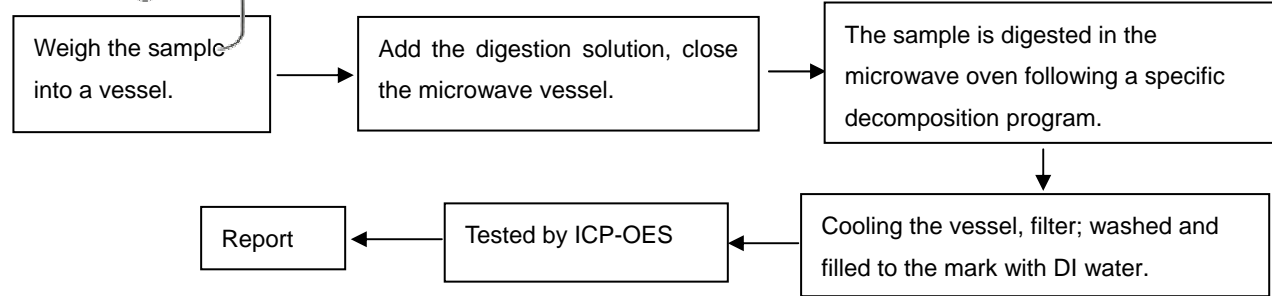 Weigh the sample
into a vessel.
Add the digestion solution, close
the microwave vessel.
The sample is digested in the
microwave oven following a specific
decomposition program.
Cooling the vessel, filter; washed and
filled to the mark with DI water.
Tested by ICP-OES
Report